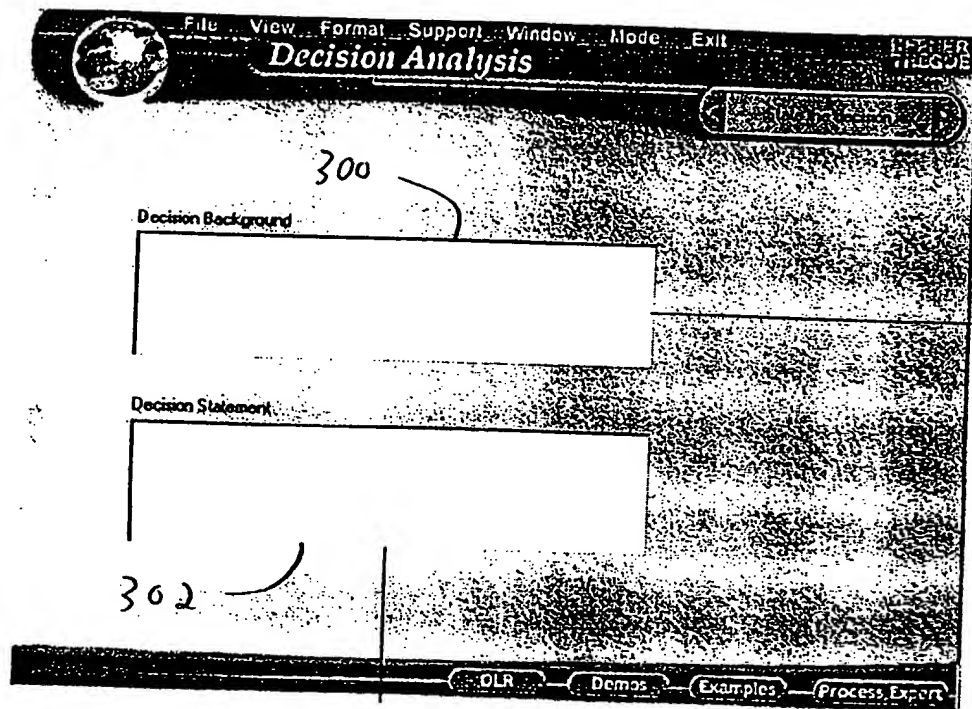 File View Format Support Window Mode Exit
Decision Analysis
300
Decision Background
Decision Statement
302
OLR Demos Examples Process Expert